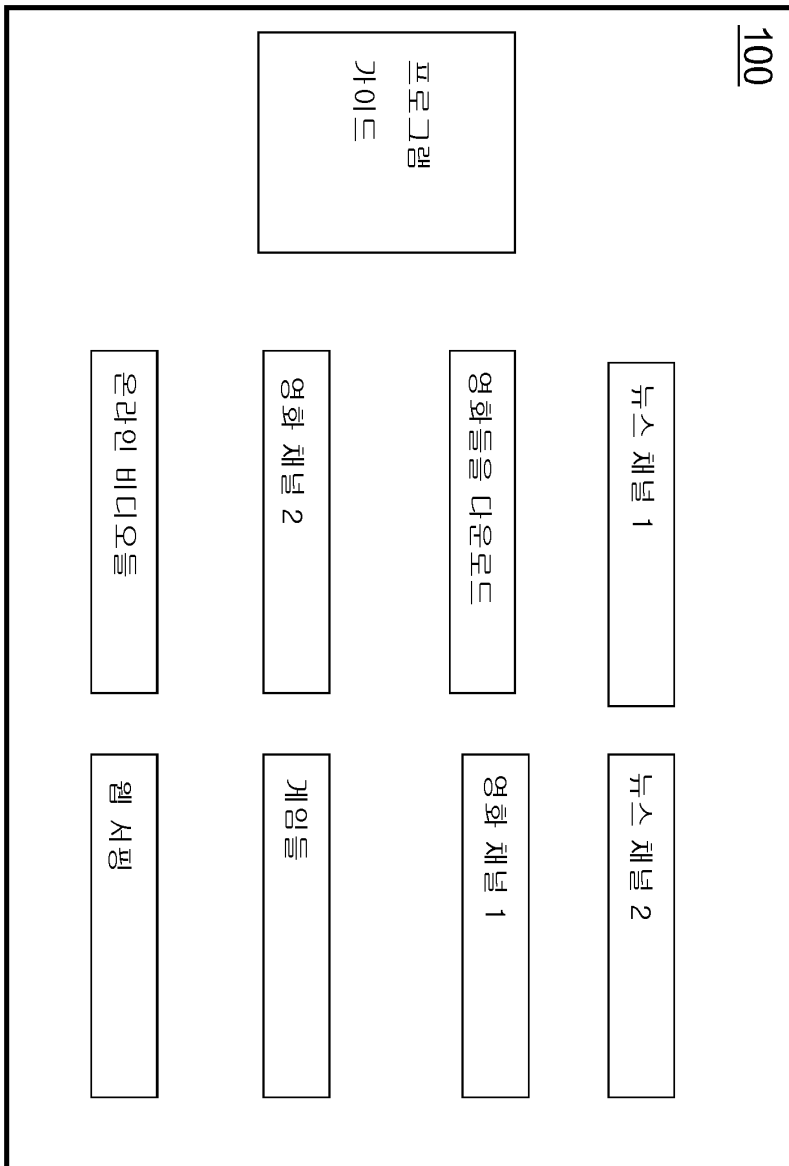 100
프로그램
가이드
뉴스 채널 1
뉴스 채널 2
영화들을 다운로드
영화 채널 1
영화 채널 2
게임들
온라인 비디오들
웹 서핑